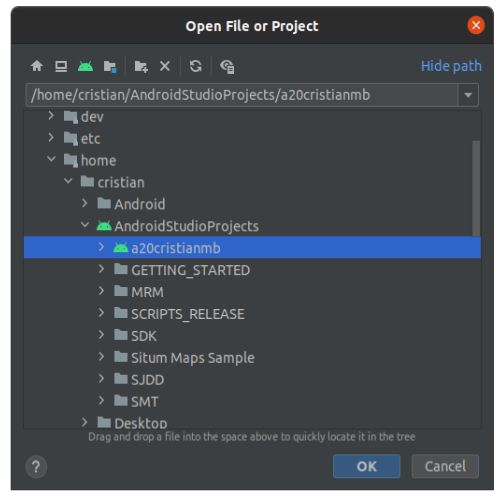 Open File or Project
Hide path
/home/cristian/AndroidStudioProjects/a20cristianmb
dev
etc
home
cristian
Android
AndroidStudioProjects
a20cristianmb
GETTING_STARTED
MRM
SCRIPTS_RELEASE
SDK
Situm Maps Sample
SJDD
SMT
Desktop
Drag and drop a file into the space above to quickly locate it in the tree
? OK Cancel